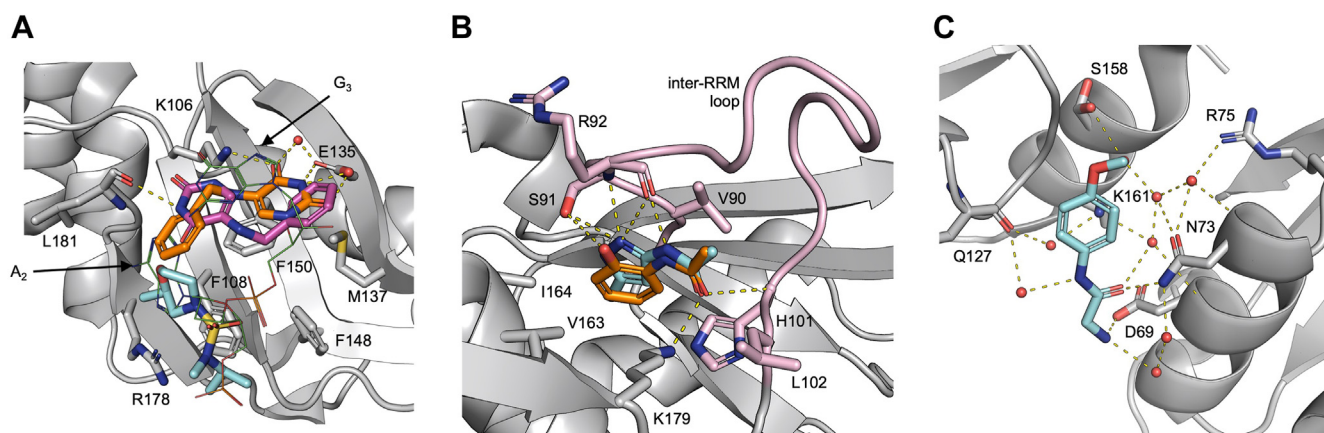 A
K106
G3
E135
L181
A2
F150
M137
F108
F148
R178
B
inter-RRM
loop
R92
S91
V90
I164
V163
H101
L102
K179
C
S158
R75
K161
N73
Q127
D69